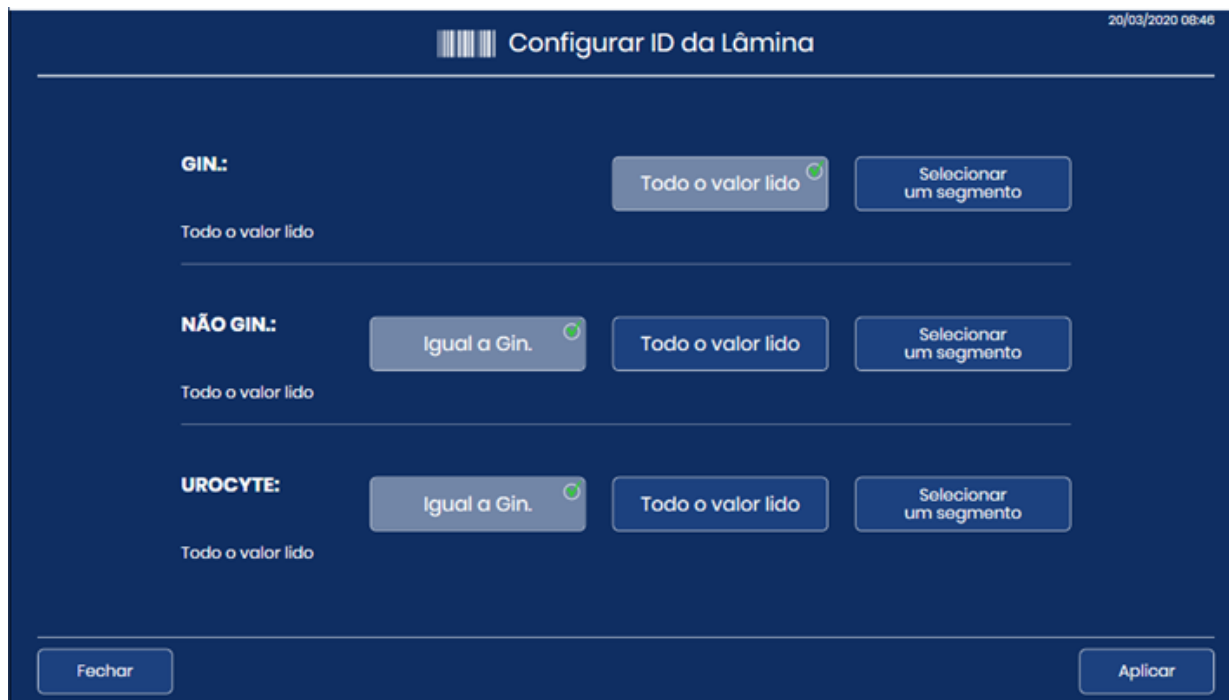 20/03/2020 08:46
Configurar ID da Lâmina
GIN.:
Todo o valor lido
Selecionar
um segmento
Todo o valor lido
NÃO GIN.:
Igual a Gin.
Todo o valor lido
Selecionar
um segmento
Todo o valor lido
UROCYTE:
Igual a Gin.
Todo o valor lido
Selecionar
um segmento
Todo o valor lido
Fechar
Aplicar